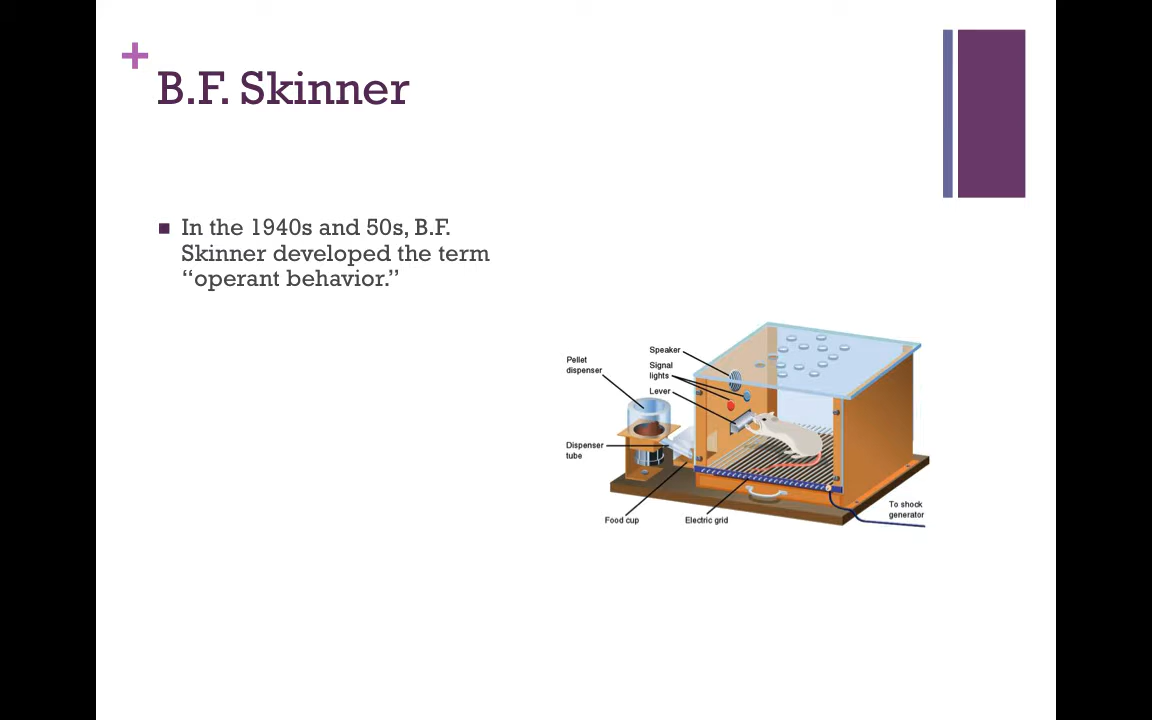 +
B.F. Skinner
■ In the 1940s and 50s, B.F.
Skinner developed the term
“operant behavior.”
Speaker
Signal
lights
Lever
Pellet
dispenser
Dispenser
tube
Food cup
Electric grid
To shock
generator